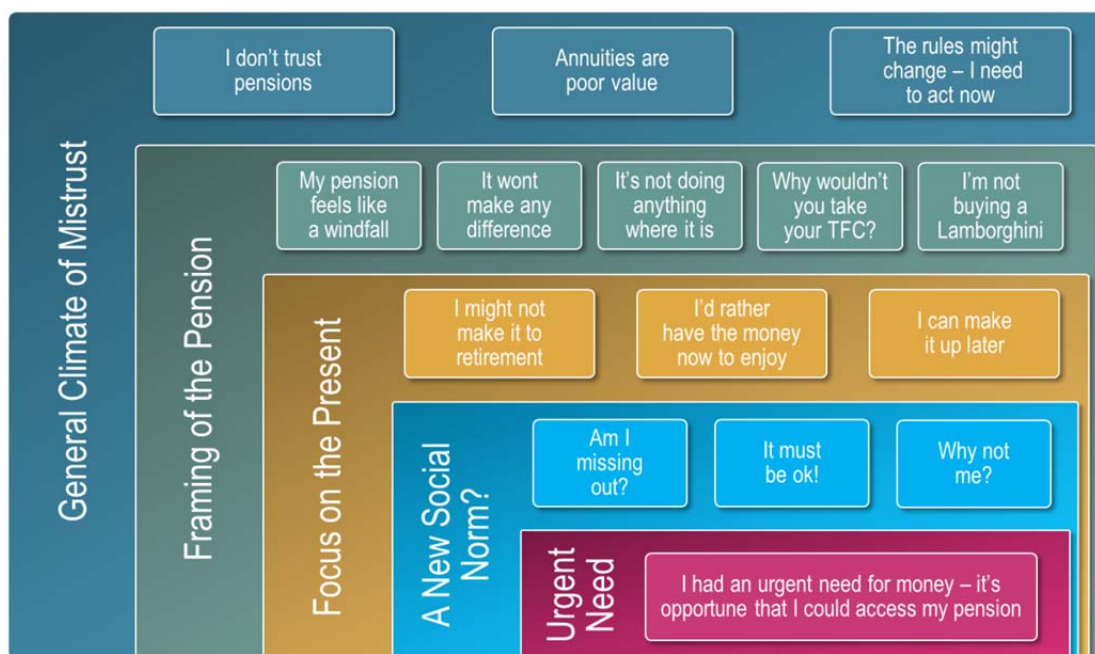 General Climate of Mistrust
I don't trust
pensions
Annuities are
poor value
The rules might
change – I need
to act now
Framing of the Pension
My pension
feels like
a windfall
It wont
make any
difference
It's not doing
anything
where it is
Why wouldn't
you take
your TFC?
I'm not
buying a
Lamborghini
Focus on the Present
I might not
make it to
retirement
I'd rather
have the money
now to enjoy
I can make
it up later
A New Social
Norm?
Am I
missing
out?
It must
be ok!
Why not
me?
Urgent
Need
I had an urgent need for money – it's
opportune that I could access my pension